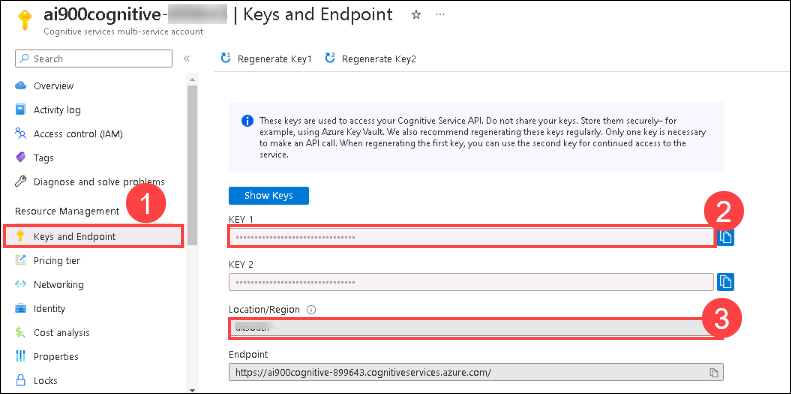 ai900cognitive- | Keys and Endpoint
Cognitive services multi-service account
Search
Regenerate Key1
Regenerate Key2
Overview
Activity log
Access control (IAM)
Tags
Diagnose and solve problems
Resource Management
Keys and Endpoint
Pricing tier
Networking
Identity
Cost analysis
Properties
Locks
These keys are used to access your Cognitive Service API. Do not share your keys. Store them securely– for
example, using Azure Key Vault. We also recommend regenerating these keys regularly. Only one key is necessary
to make an API call. When regenerating the first key, you can use the second key for continued access to the
service.
Show Keys
KEY 1
KEY 2
Location/Region
Endpoint
https://ai900cognitive-899643.cognitiveservices.azure.com/
1
2
3